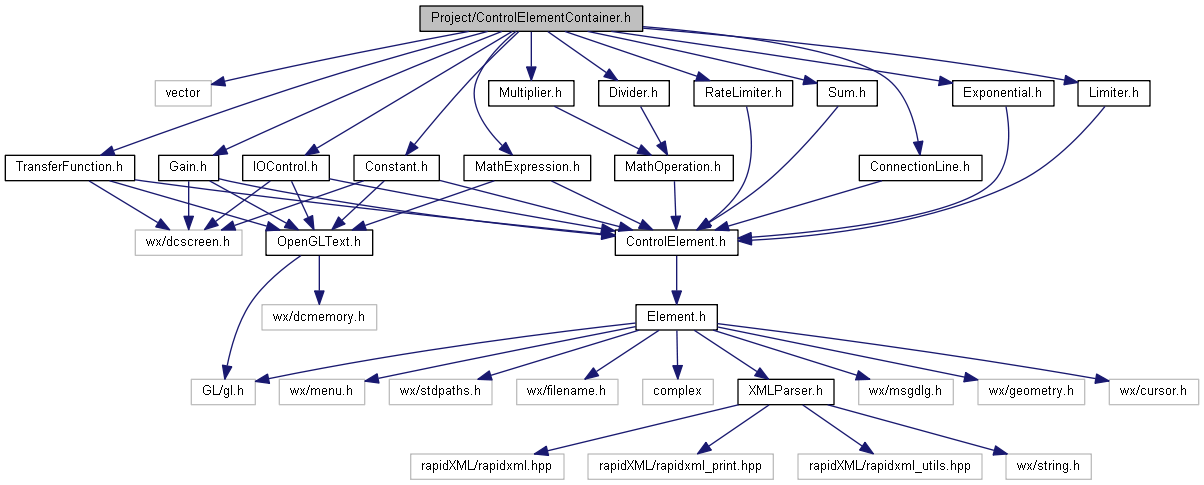 Project/ControlElementContainer.h
vector
Multiplier.h
Divider.h
RateLimiter.h
Sum.h
Exponential.h
Limiter.h
TransferFunction.h
Gain.h
IOControl.h
Constant.h
MathExpression.h
MathOperation.h
ConnectionLine.h
wx/dcscreen.h
OpenGLText.h
ControlElement.h
wx/dcmemory.h
Element.h
GL/gl.h
wx/menu.h
wx/stdpaths.h
wx/filename.h
complex
XMLParser.h
wx/msgdlg.h
wx/geometry.h
wx/cursor.h
rapidXML/rapidxml.hpp
rapidXML/rapidxml_print.hpp
rapidXML/rapidxml_utils.hpp
wx/string.h